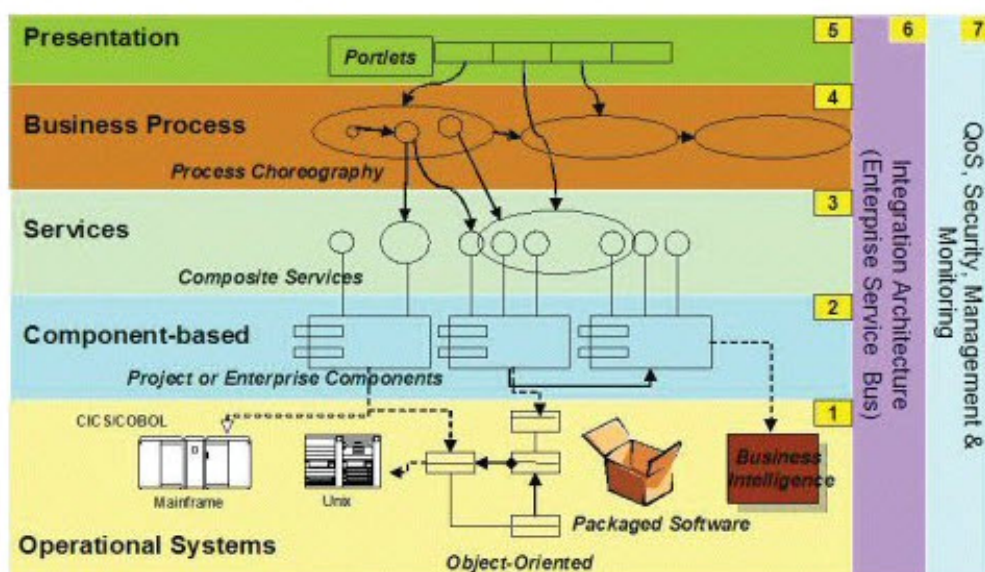 Presentation
Portlets
5
6
7
4
Business Process
Process Choreography
3
Services
Composite Services
2
Component-based
Project or Enterprise Components
1
CICS/COBOL
Mainframe
Unix
Packaged Software
Business
Intelligence
Operational Systems
Object-Oriented
Integration Architecture
(Enterprise Service Bus)
QoS, Security, Management &
Monitoring